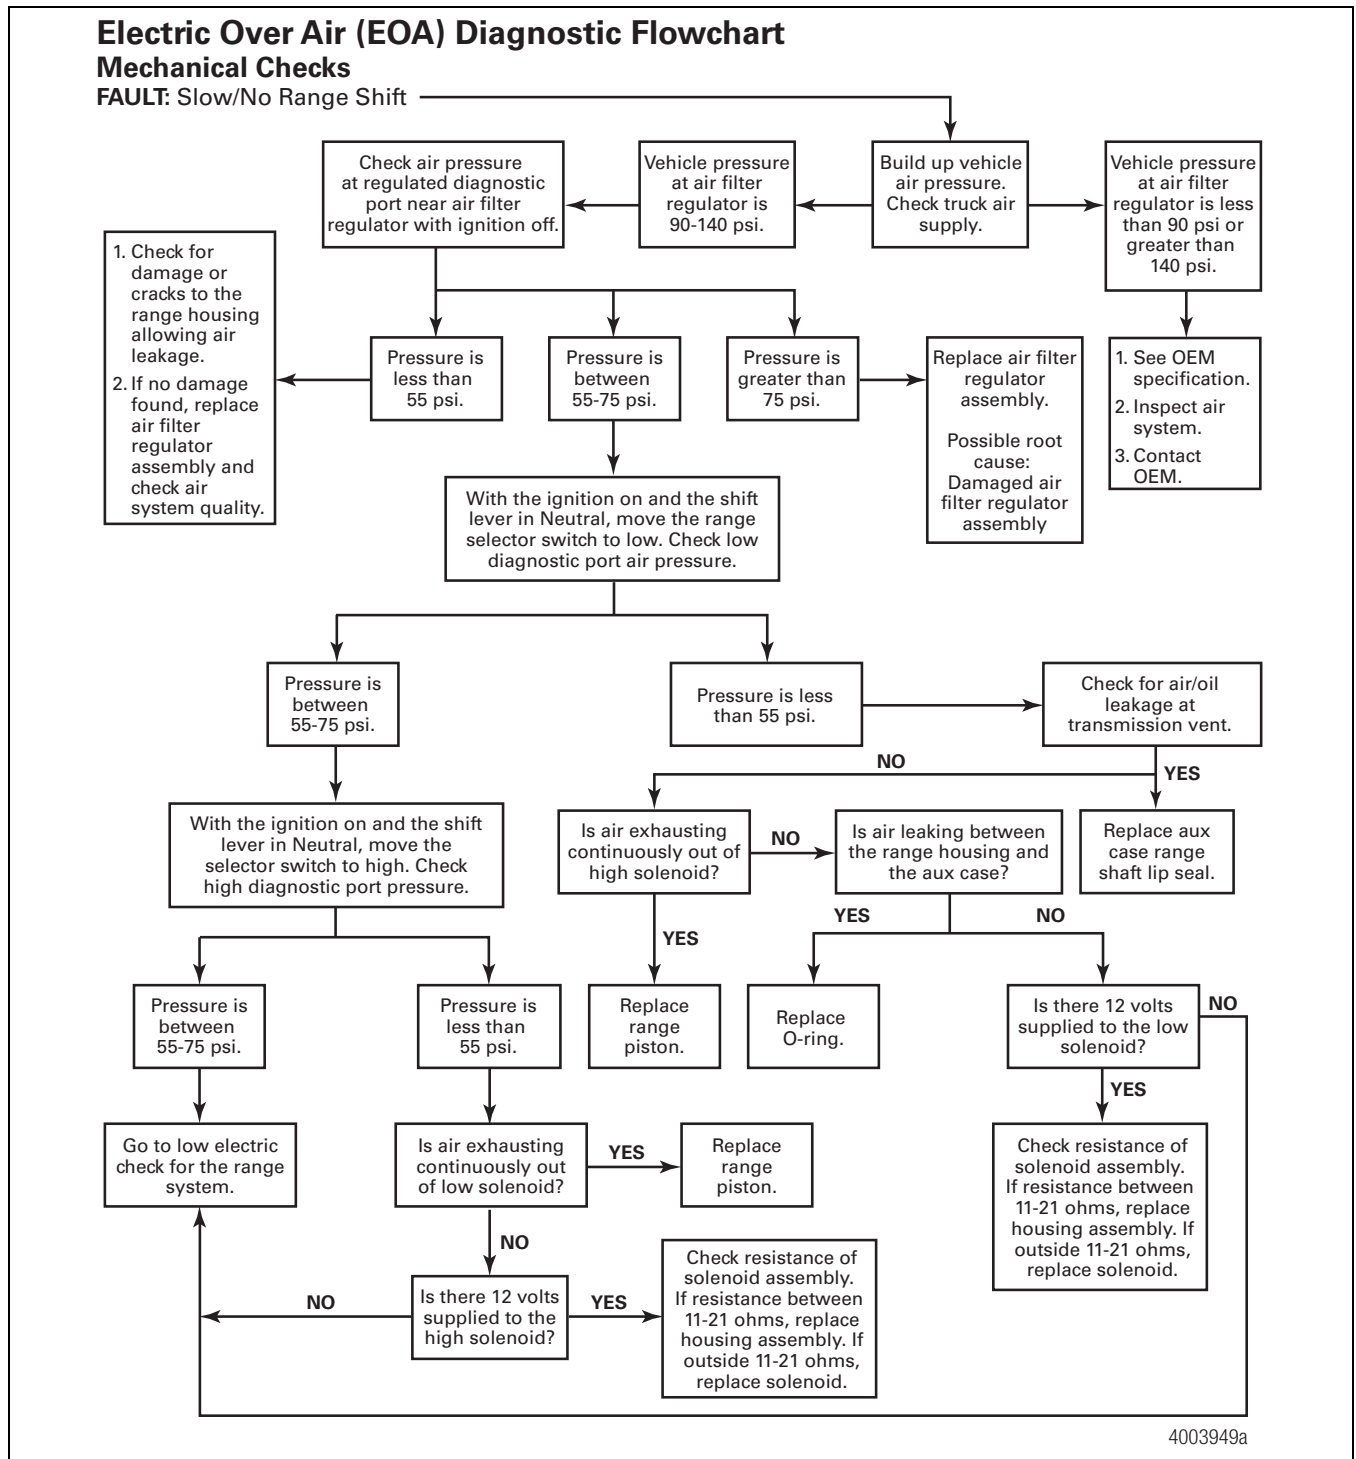 Electric Over Air (EOA) Diagnostic Flowchart
Mechanical Checks
FAULT: Slow/No Range Shift
Check air pressure
at regulated diagnostic
port near air filter
regulator with ignition off.
Vehicle pressure
at air filter
regulator is
90-140 psi.
Build up vehicle
air pressure.
Check truck air
supply.
Vehicle pressure
at air filter
regulator is less
than 90 psi or
greater than
140 psi.
1. Check for
damage or
cracks to the
range housing
allowing air
leakage.
2. If no damage
found, replace
air filter
regulator
assembly and
check air
system quality.
Pressure is
less than
55 psi.
Pressure is
between
55-75 psi.
Pressure is
greater than
75 psi.
Replace air filter
regulator
assembly.
Possible root
cause:
Damaged air
filter regulator
assembly
1. See OEM
specification.
2. Inspect air
system.
3. Contact
OEM.
With the ignition on and the shift
lever in Neutral, move the range
selector switch to low. Check low
diagnostic port air pressure.
Pressure is
between
55-75 psi.
Pressure is less
than 55 psi.
Check for air/oil
leakage at
transmission vent.
NO
YES
With the ignition on and the shift
lever in Neutral, move the
selector switch to high. Check
high diagnostic port pressure.
Is air exhausting
continuously out of
high solenoid?
NO
Is air leaking between
the range housing and
the aux case?
Replace aux
case range
shaft lip seal.
YES
YES
NO
Pressure is
between
55-75 psi.
Pressure is
less than
55 psi.
Replace
range
piston.
Replace
O-ring.
Is there 12 volts
supplied to the low
solenoid?
NO
YES
Go to low electric
check for the range
system.
Is air exhausting
continuously out
of low solenoid?
YES
Replace
range
piston.
Check resistance of
solenoid assembly.
If resistance between
11-21 ohms, replace
housing assembly. If
outside 11-21 ohms,
replace solenoid.
NO
Is there 12 volts
supplied to the
high solenoid?
NO
YES
Check resistance of
solenoid assembly.
If resistance between
11-21 ohms, replace
housing assembly. If
outside 11-21 ohms,
replace solenoid.
4003949a